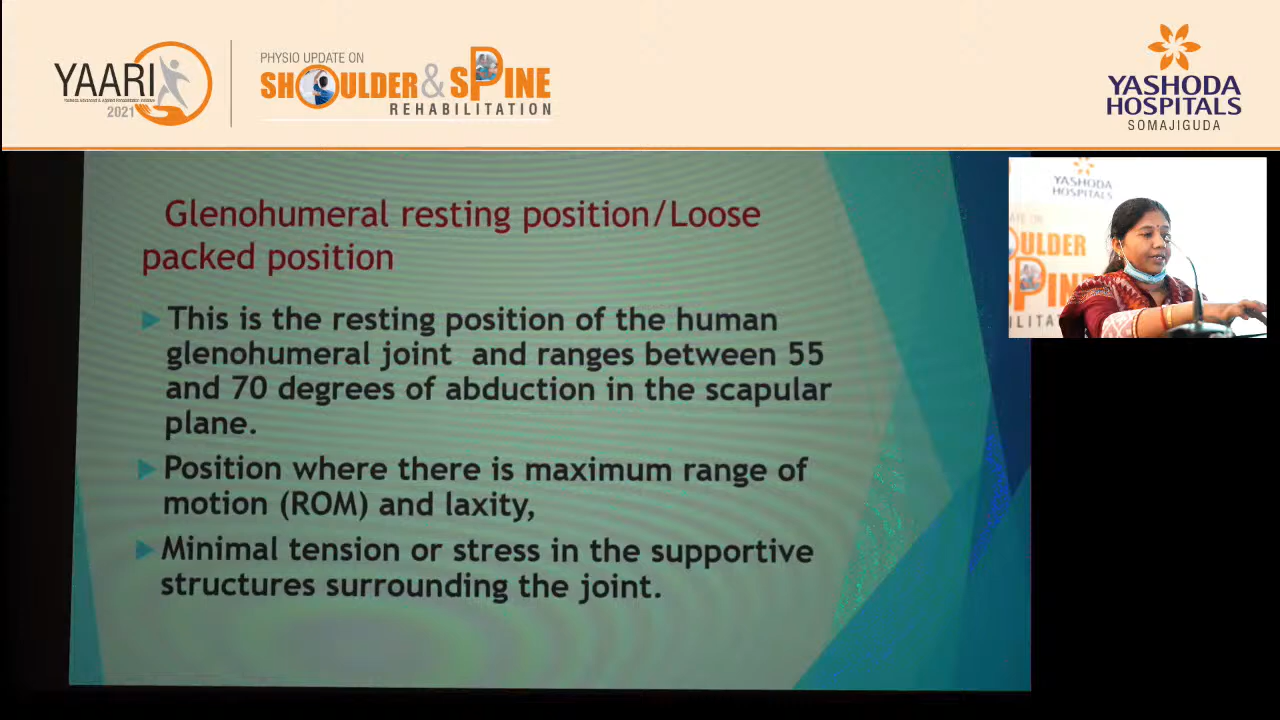 YAARI
2021
PHYSIO UPDATE ON
SHOULDER & SPINE
REHABILITATION
YASHODA
HOSPITALS
SOMAJIGUDA
Glenohumeral resting position/Loose
packed position
This is the resting position of the human
glenohumeral joint and ranges between 55
and 70 degrees of abduction in the scapular
plane.
Position where there is maximum range of
motion (ROM) and laxity,
Minimal tension or stress in the supportive
structures surrounding the joint.
YASHODA
HOSPITALS